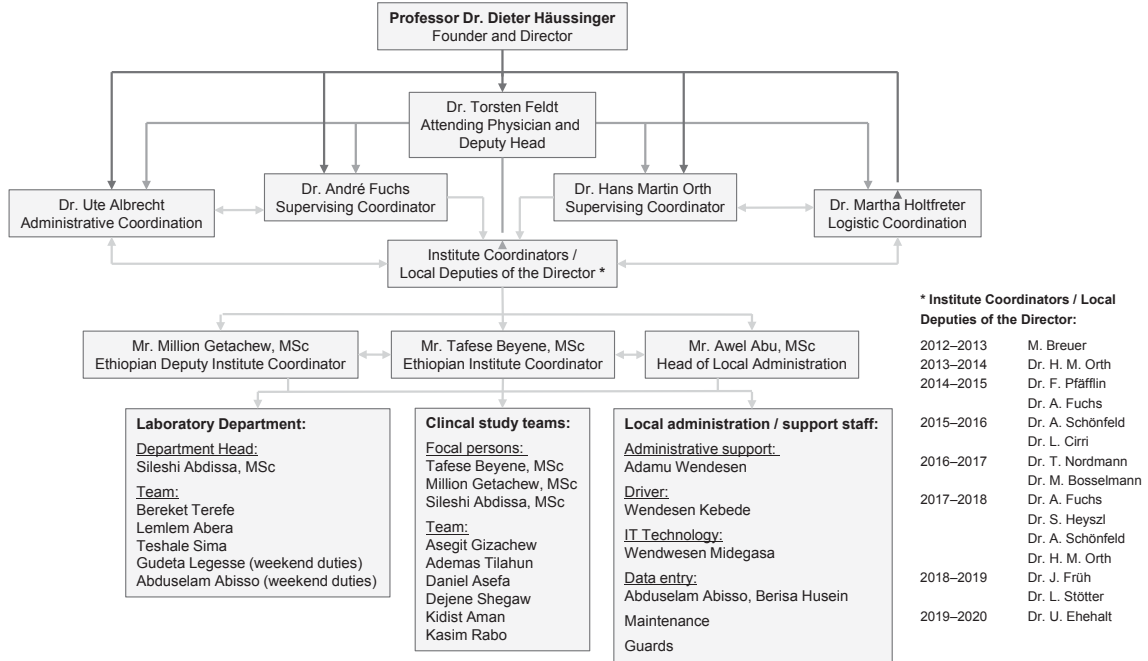 Professor Dr. Dieter Häussinger
Founder and Director
Dr. Torsten Feldt
Attending Physician and
Deputy Head
Dr. Ute Albrecht
Administrative Coordination
Dr. André Fuchs
Supervising Coordinator
Dr. Hans Martin Orth
Supervising Coordinator
Dr. Martha Holtfreter
Logistic Coordination
Institute Coordinators /
Local Deputies of the Director *
Mr. Million Getachew, MSc
Ethiopian Deputy Institute Coordinator
Mr. Tafese Beyene, MSc
Ethiopian Institute Coordinator
Mr. Awel Abu, MSc
Head of Local Administration
Laboratory Department:
Department Head:
Sileshi Abdissa, MSc
Team:
Bereket Terefe
Lemlem Abera
Teshale Sima
Gudeta Legesse (weekend duties)
Abduselam Abisso (weekend duties)
Clincal study teams:
Focal persons:
Tafese Beyene, MSc
Million Getachew, MSc
Sileshi Abdissa, MSc
Team:
Asegit Gizachew
Ademas Tilahun
Daniel Asefa
Dejene Shegaw
Kidist Aman
Kasim Rabo
Local administration / support staff:
Administrative support:
Adamu Wendesen
Driver:
Wendesen Kebede
IT Technology:
Wendwesen Midegasa
Data entry:
Abduselam Abisso, Berisa Husein
Maintenance
Guards
* Institute Coordinators / Local
Deputies of the Director:
2012–2013 M. Breuer
2013–2014 Dr. H. M. Orth
2014–2015 Dr. F. Pfäfflin
Dr. A. Fuchs
2015–2016 Dr. A. Schönfeld
Dr. L. Cirri
2016–2017 Dr. T. Nordmann
Dr. M. Bosselmann
2017–2018 Dr. A. Fuchs
Dr. S. Heyszl
Dr. A. Schönfeld
Dr. H. M. Orth
2018–2019 Dr. J. Früh
Dr. L. Stötter
2019–2020 Dr. U. Ehehalt